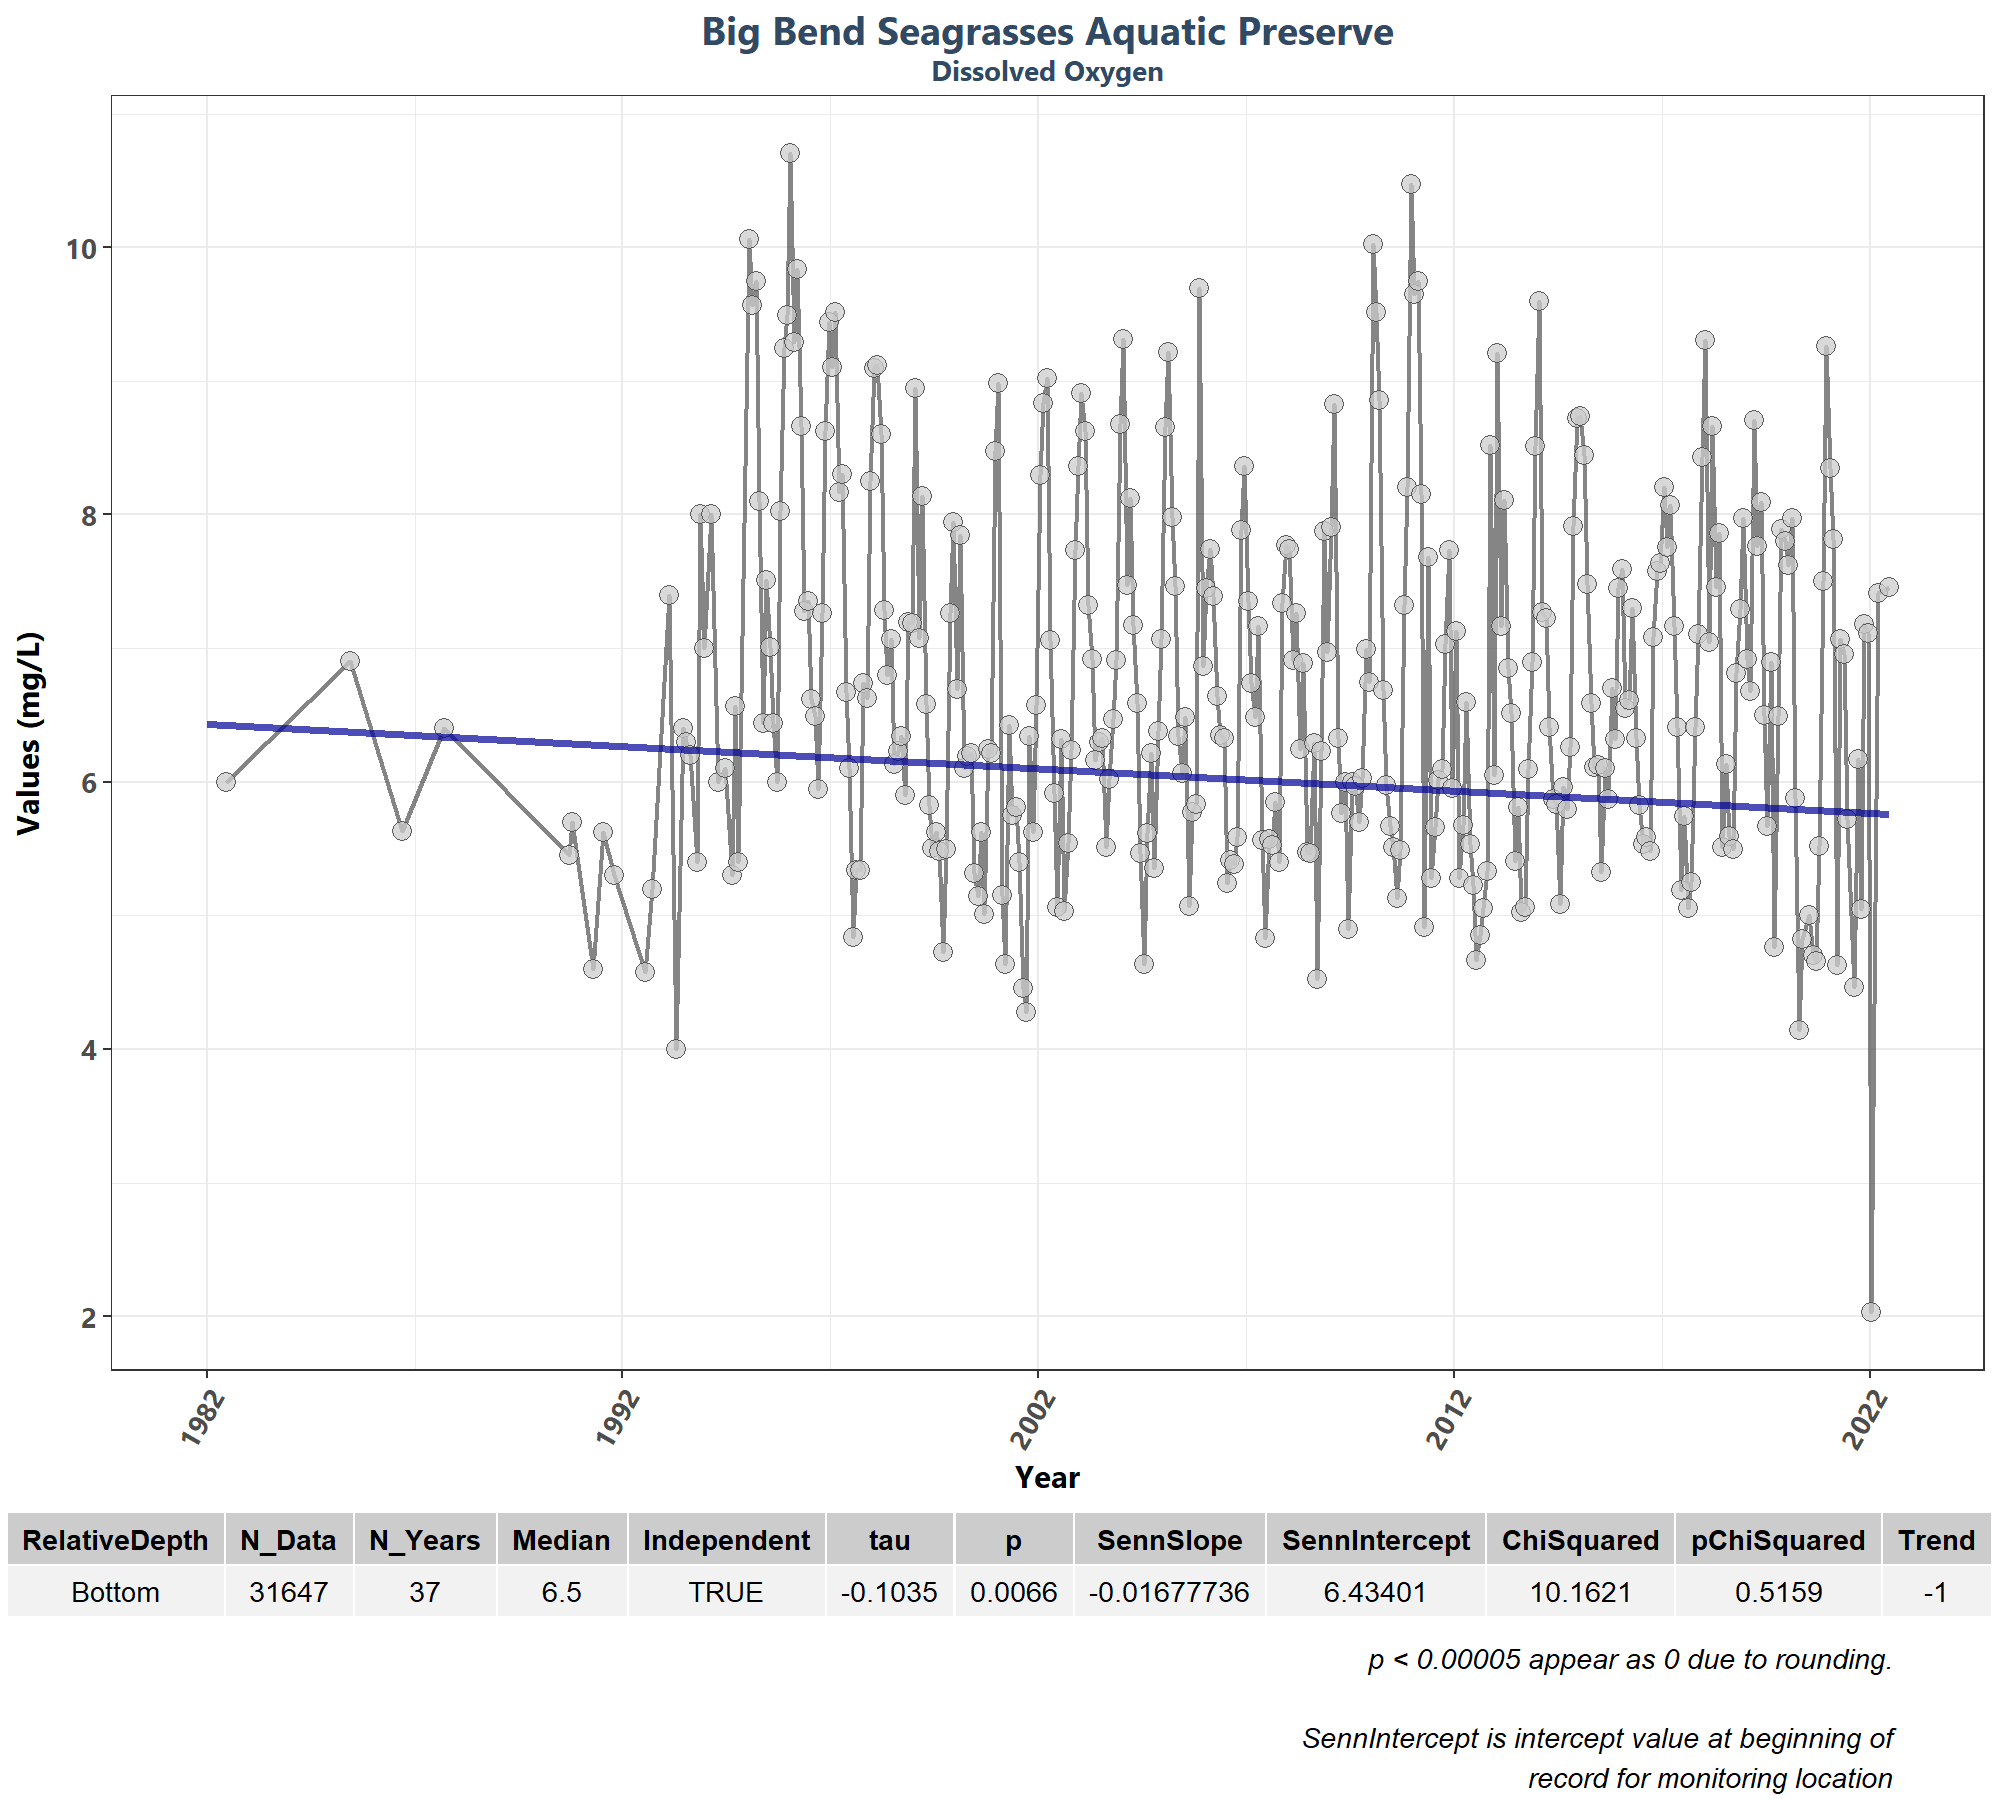 Big Bend Seagrasses Aquatic Preserve
Dissolved Oxygen
Values (mg/L)
10
8
6
4
2
1982 1992 2002 2012 2022
Year
RelativeDepth N_Data N_Years Median Independent tau p SennSlope SennIntercept ChiSquared pChiSquared Trend
Bottom 31647 37 6.5 TRUE -0.1035 0.0066 -0.01677736 6.43401 10.1621 0.5159 -1
p < 0.00005 appear as 0 due to rounding.
SennIntercept is intercept value at beginning of
record for monitoring location